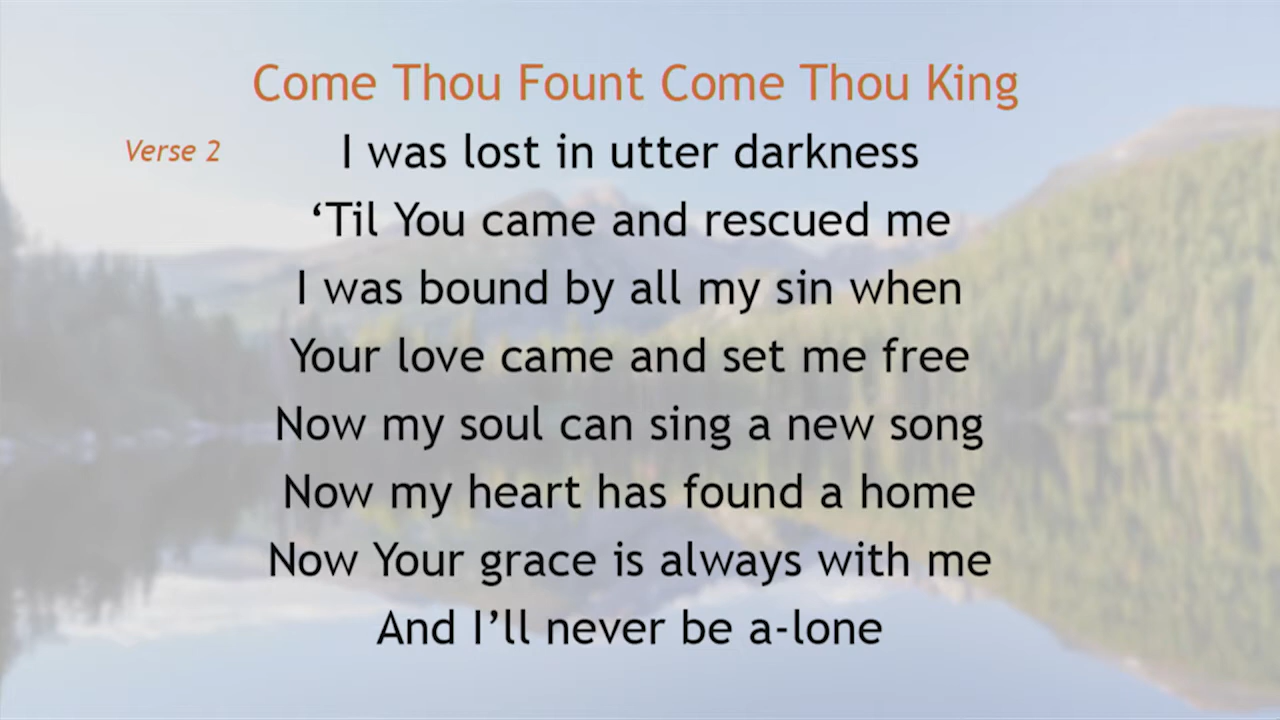 Come Thou Fount Come Thou King
Verse 2
I was lost in utter darkness
‘Til You came and rescued me
I was bound by all my sin when
Your love came and set me free
Now my soul can sing a new song
Now my heart has found a home
Now Your grace is always with me
And I’ll never be a-lone